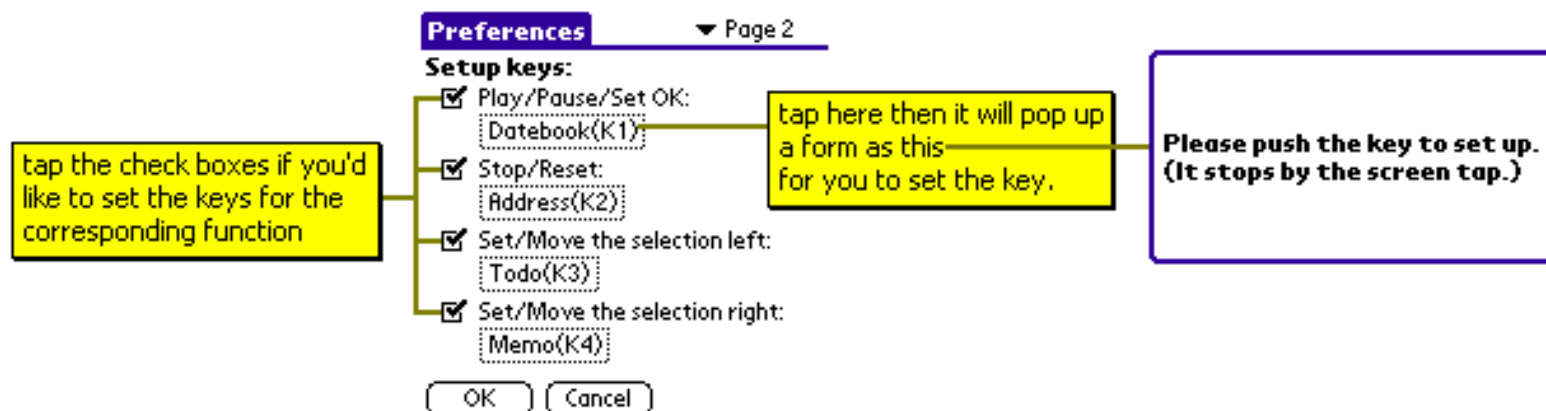 Preferences
Page 2
Setup keys:
Play/Pause/Set OK:
Datebook(K1)
Stop/Reset:
Address(K2)
Set/Move the selection left:
Todo(K3)
Set/Move the selection right:
Memo(K4)
OK
Cancel
tap the check boxes if you'd
like to set the keys for the
corresponding function
tap here then it will pop up
a form as this
for you to set the key.
Please push the key to set up.
(It stops by the screen tap.)